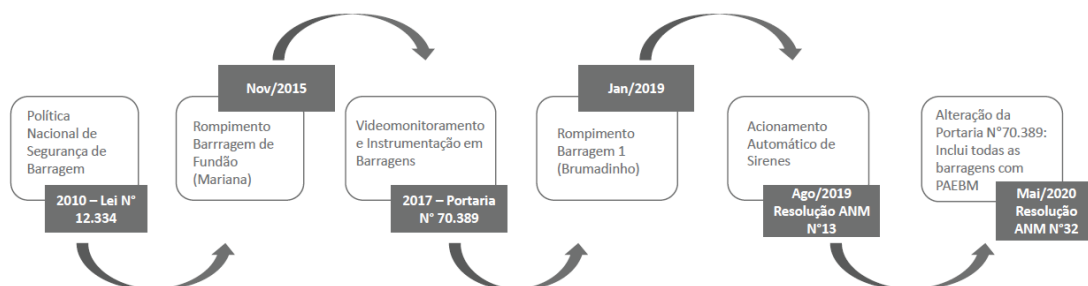 Política
Nacional de
Segurança de
Barragem
2010 – Lei N°
12.334
Nov/2015
Rompimento
Barrragem de
Fundão
(Mariana)
Videomonitoramento
e Instrumentação em
Barragens
2017 – Portaria
N° 70.389
Jan/2019
Rompimento
Barragem 1
(Brumadinho)
Acionamento
Automático de
Sirenes
Ago/2019
Resolução ANM
N°13
Alteração da
Portaria N°70.389:
Inclui todas as
barragens com
PAEBM
Mai/2020
Resolução
ANM N°32